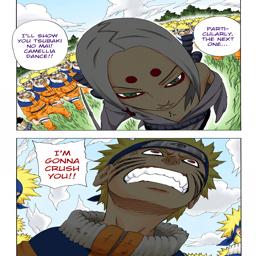 PARTI-
CULARLY,
THE NEXT
ONE...
I'LL SHOW
YOU TSUBAKI
NO MAI!
CAMELLIA
DANCE!!
I'M
GONNA
CRUSH
YOU!!